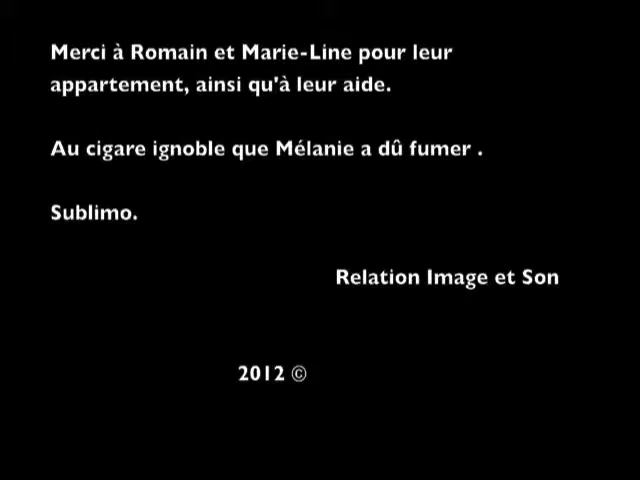 Merci à Romain et Marie-Line pour leur
appartement, ainsi qu'à leur aide.
Au cigare ignoble que Mélanie a dû fumer .
Sublimo.
Relation Image et Son
2012 ©